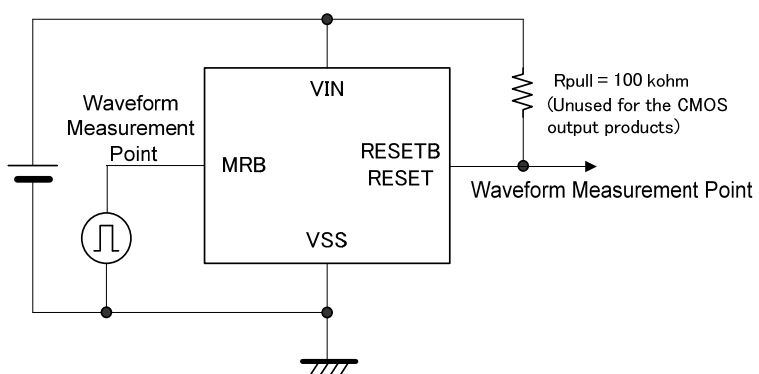 VIN
Rpull = 100 kohm
(Unused for the CMOS
output products)
Waveform
Measurement
Point
MRB
RESETB
RESET
Waveform Measurement Point
VSS